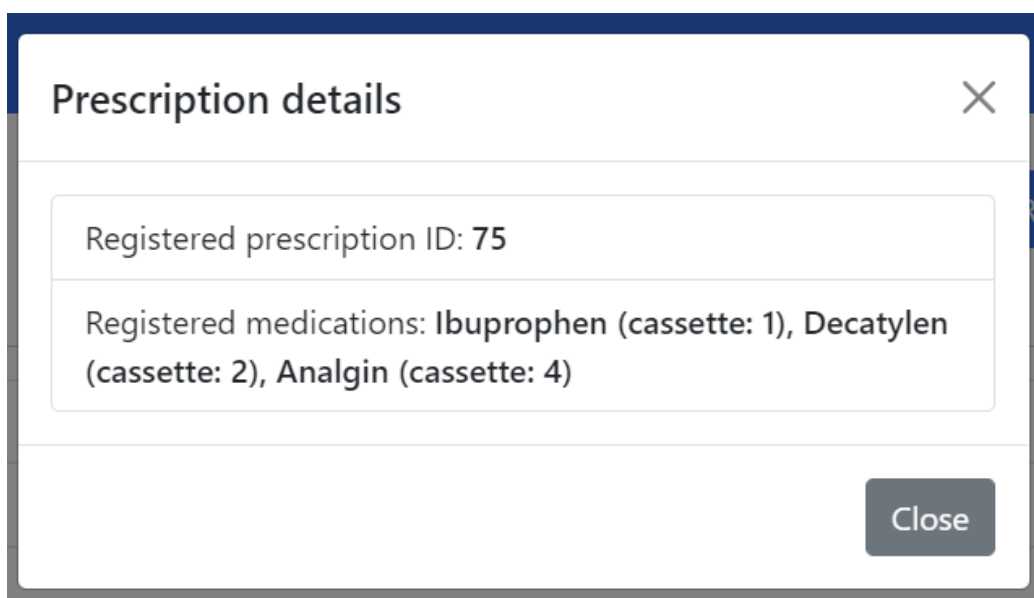 Prescription details
Registered prescription ID: 75
Registered medications: Ibuprophen (cassette: 1), Decatylen
(cassette: 2), Analgin (cassette: 4)
Close